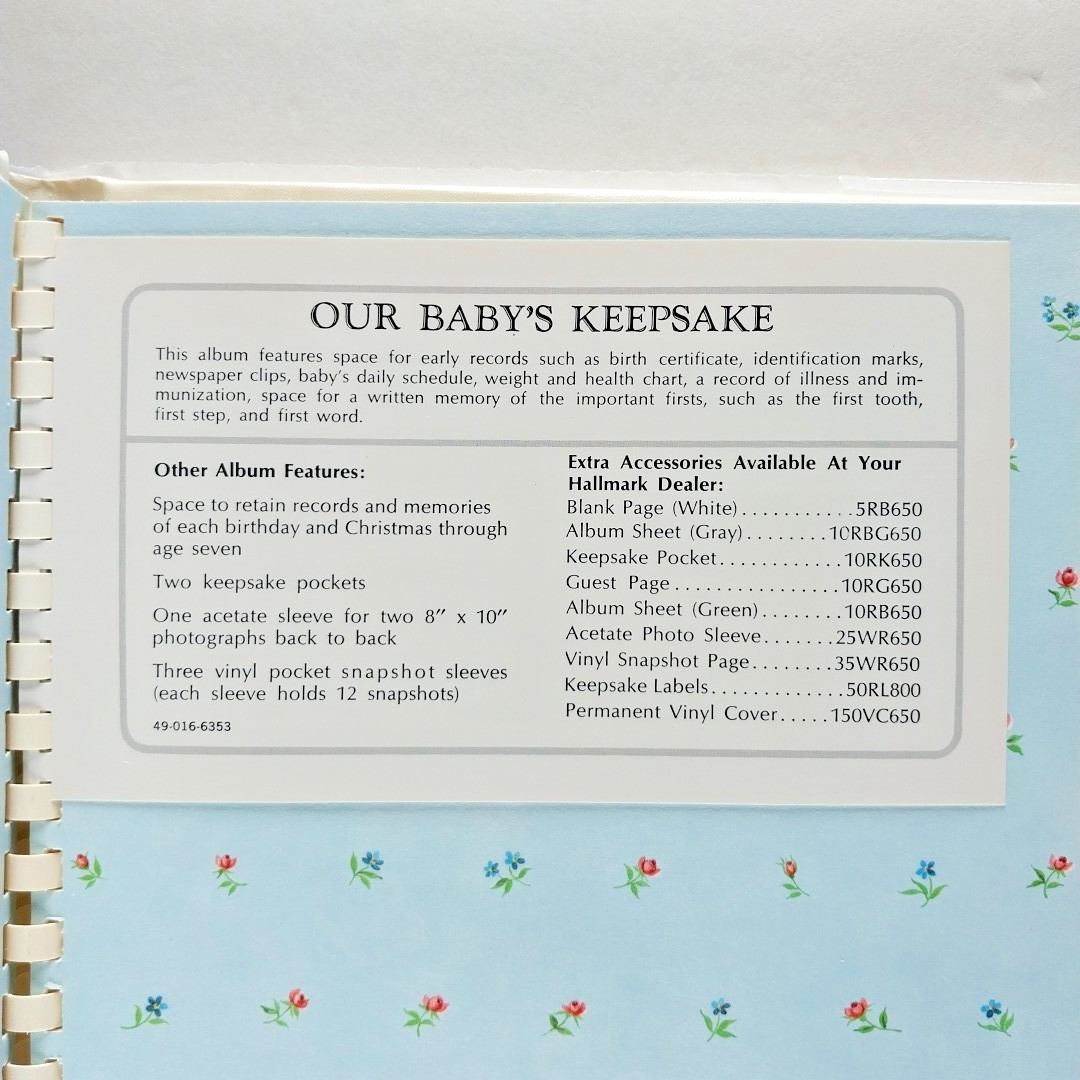 OUR BABY'S KEEPSAKE
This album features space for early records such as birth certificate, identification marks,
newspaper clips, baby's daily schedule, weight and health chart, a record of illness and im-
munization, space for a written memory of the important firsts, such as the first tooth,
first step, and first word.
Other Album Features:
Space to retain records and memories
of each birthday and Christmas through
age seven
Two keepsake pockets
One acetate sleeve for two 8″ x 10″
photographs back to back
Three vinyl pocket snapshot sleeves
(each sleeve holds 12 snapshots)
49-016-6353
Extra Accessories Available At Your
Hallmark Dealer:
Blank Page (White)...........5RB650
Album Sheet (Gray)........10RBG650
Keepsake Pocket............10RK650
Guest Page................10RG650
Album Sheet (Green)........10RB650
Acetate Photo Sleeve.......25WR650
Vinyl Snapshot Page........35WR650
Keepsake Labels.............50RL800
Permanent Vinyl Cover.....150VC650